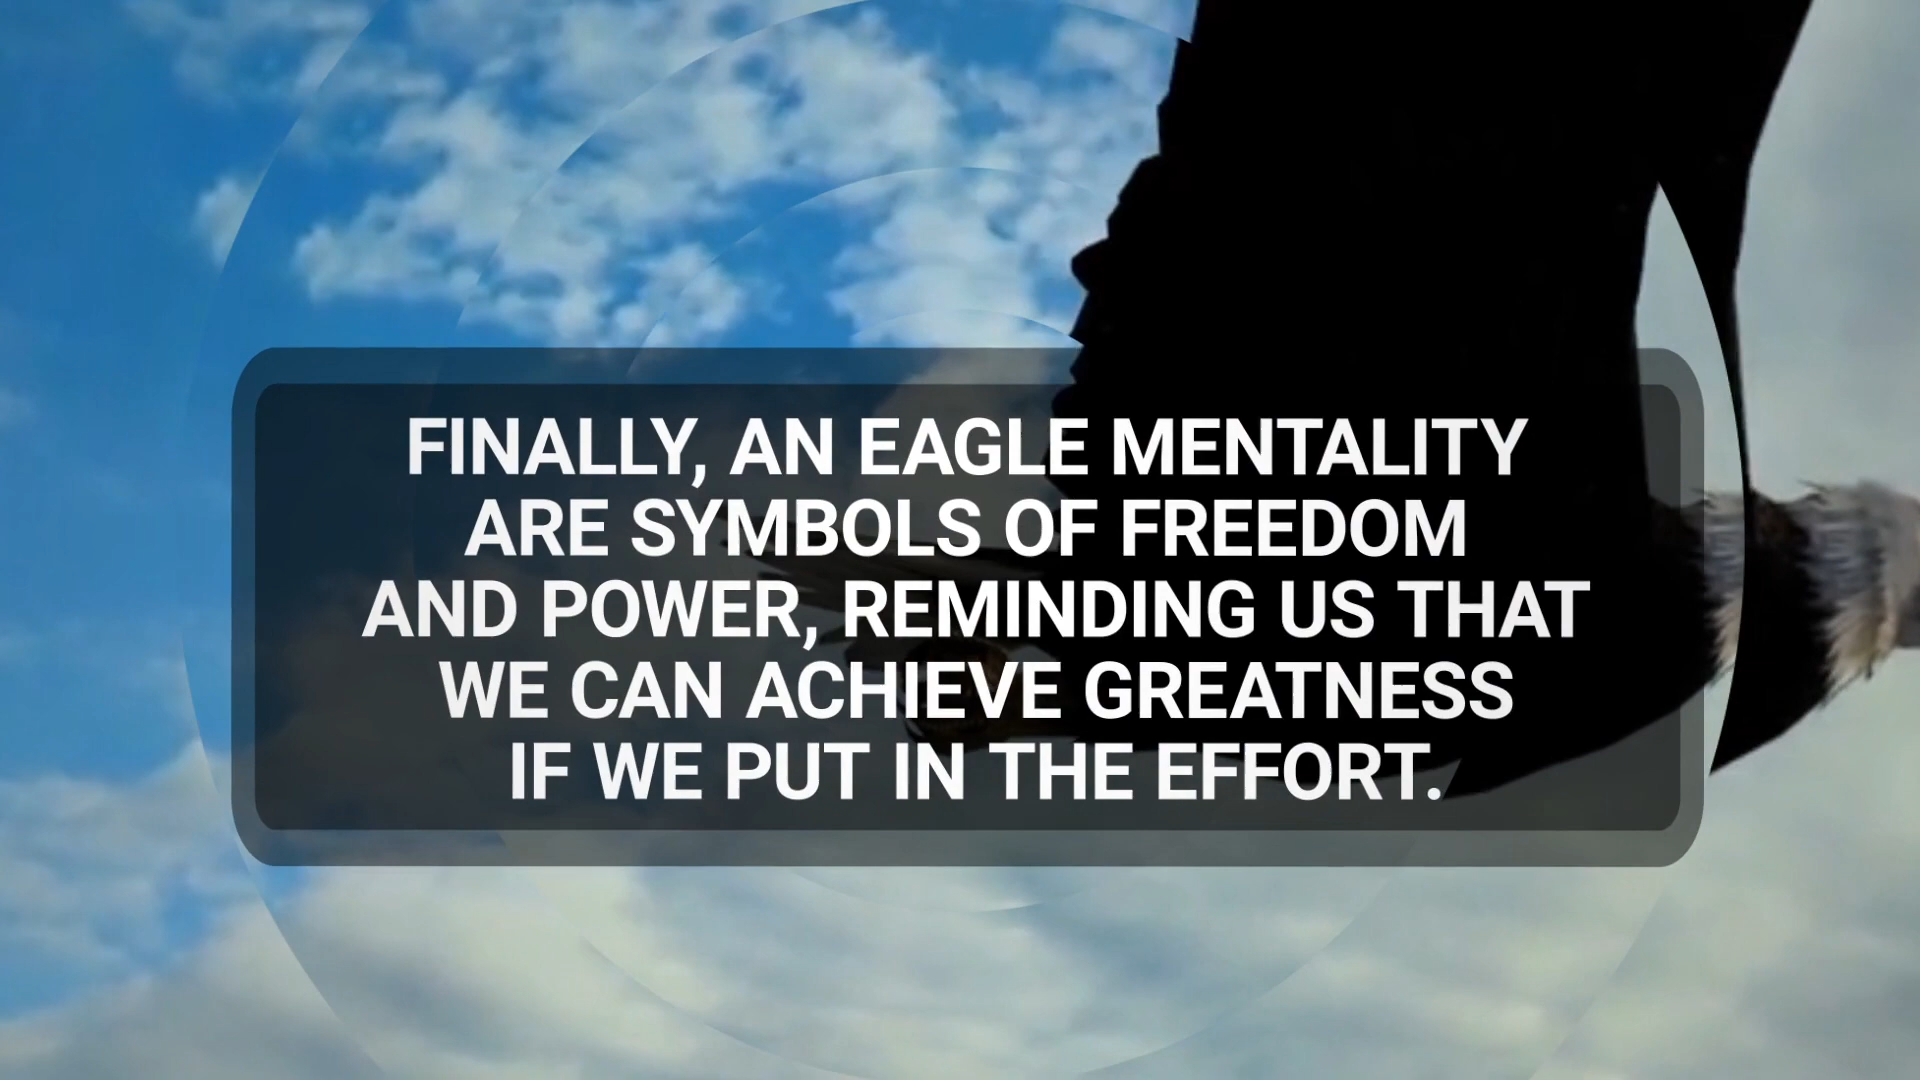 FINALLY, AN EAGLE MENTALITY
ARE SYMBOLS OF FREEDOM
AND POWER, REMINDING US THAT
WE CAN ACHIEVE GREATNESS
IF WE PUT IN THE EFFORT.